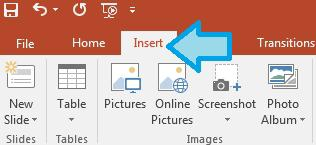 File Home Insert Transitions
New Slide Table Pictures Online Pictures Screenshot Photo Album
Slides Tables Images